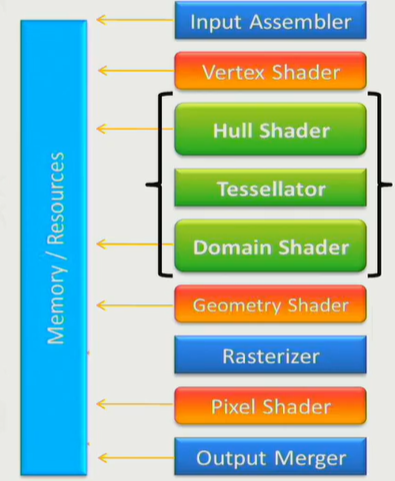 Input Assembler
Vertex Shader
Hull Shader
Tessellator
Domain Shader
Geometry Shader
Rasterizer
Pixel Shader
Output Merger
Memory / Resources